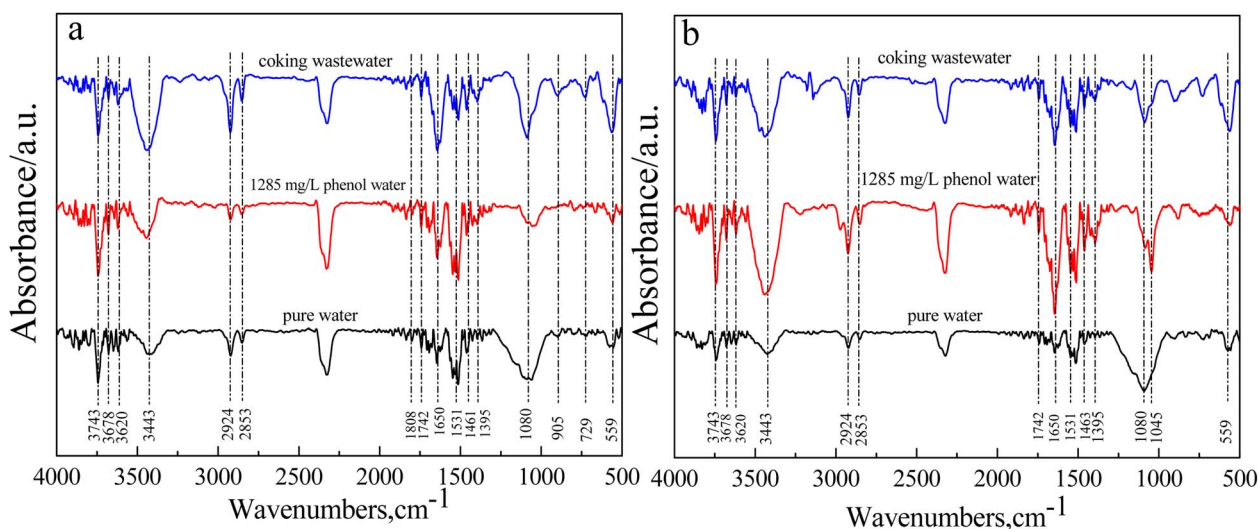 a
coking wastewater
1285 mg/L phenol water
pure water
Absorbance/a.u.
3743
3678
3620
3443
2924
2853
1808
1742
1650
1531
1461
1395
1080
905
729
559
4000 3500 3000 2500 2000 1500 1000 500
Wavenumbers,cm-1
b
coking wastewater
1285 mg/L phenol water
pure water
Absorbance/a.u.
3743
3678
3620
3443
2924
2853
1742
1650
1531
1463
1395
1080
1045
559
4000 3500 3000 2500 2000 1500 1000 500
Wavenumbers,cm-1